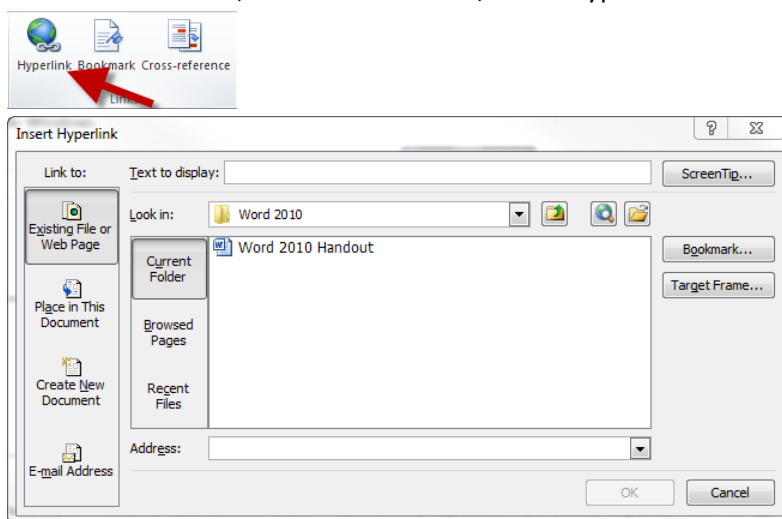 Hyperlink Bookmark Cross-reference
Insert Hyperlink
Link to:
Text to display:
ScreenTip...
Existing File or
Web Page
Look in:
Word 2010
Current
Folder
Word 2010 Handout
Bookmark...
Target Frame...
Place in This
Document
Browsed
Pages
Create New
Document
Recent
Files
E-mail Address
Address:
OK
Cancel